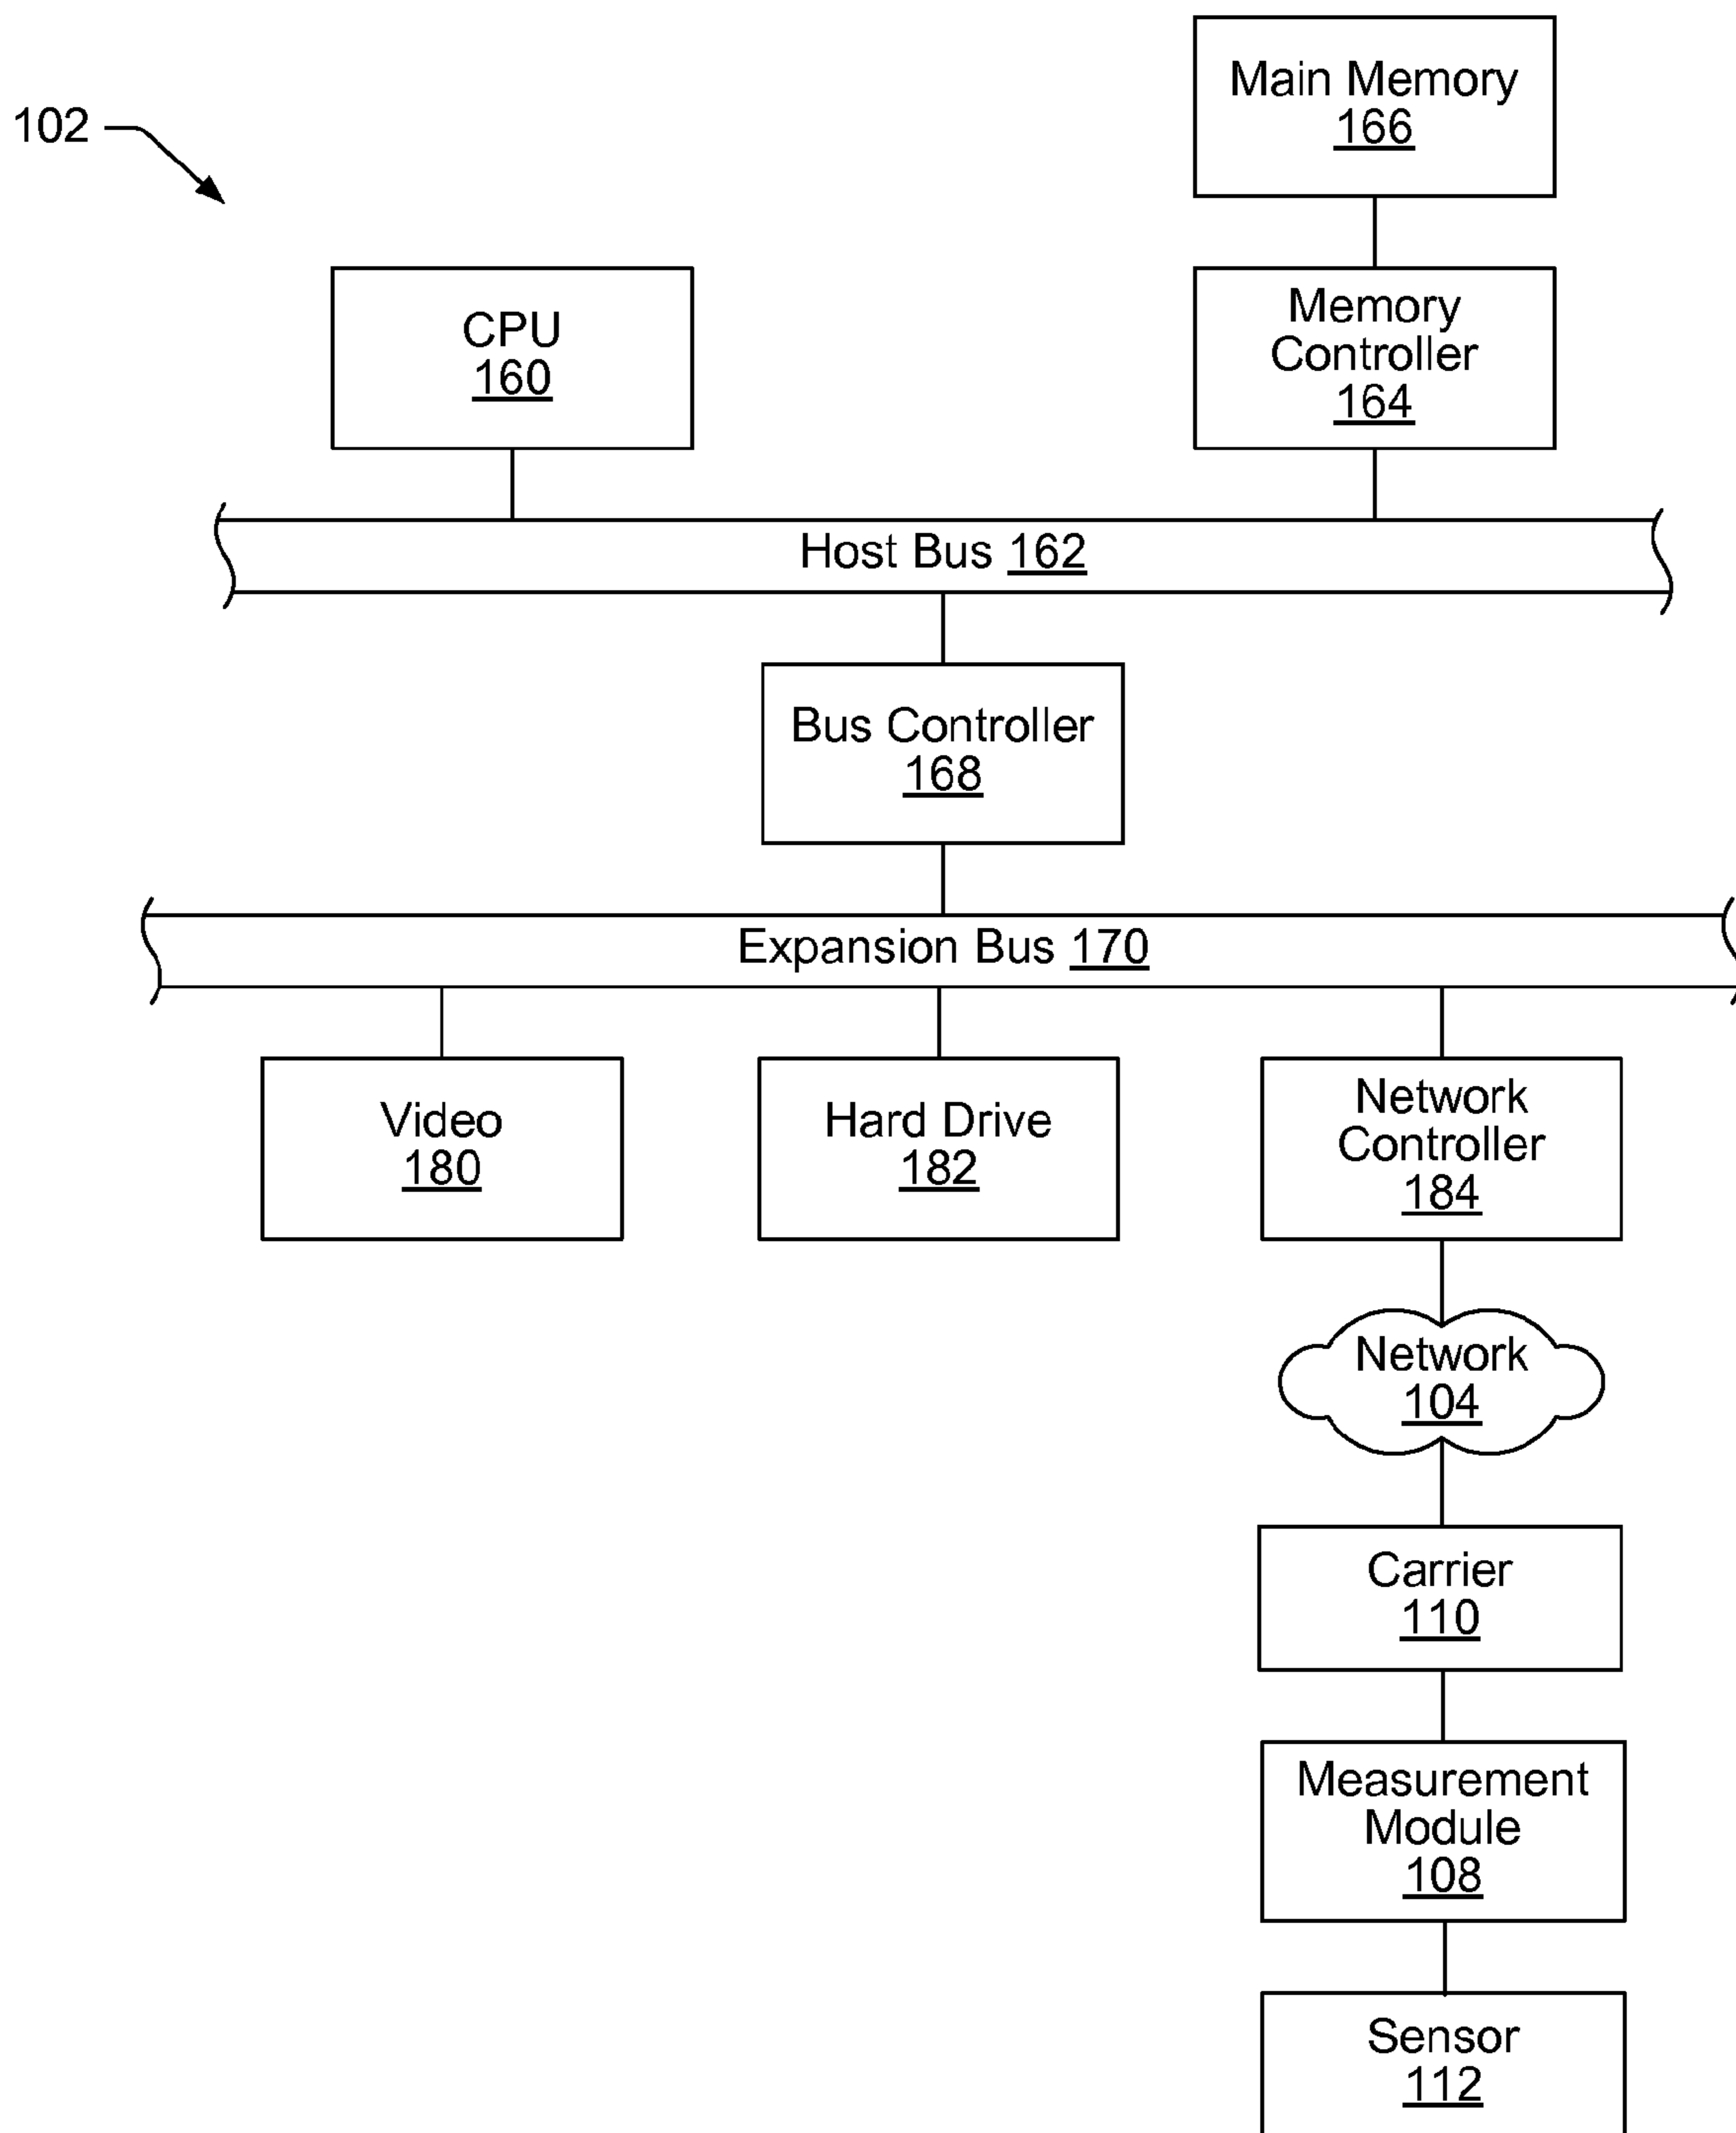 Main Memory
166
102
CPU
160
Memory
Controller
164
Host Bus 162
Bus Controller
168
Expansion Bus 170
Video
180
Hard Drive
182
Network
Controller
184
Network
104
Carrier
110
Measurement
Module
108
Sensor
112